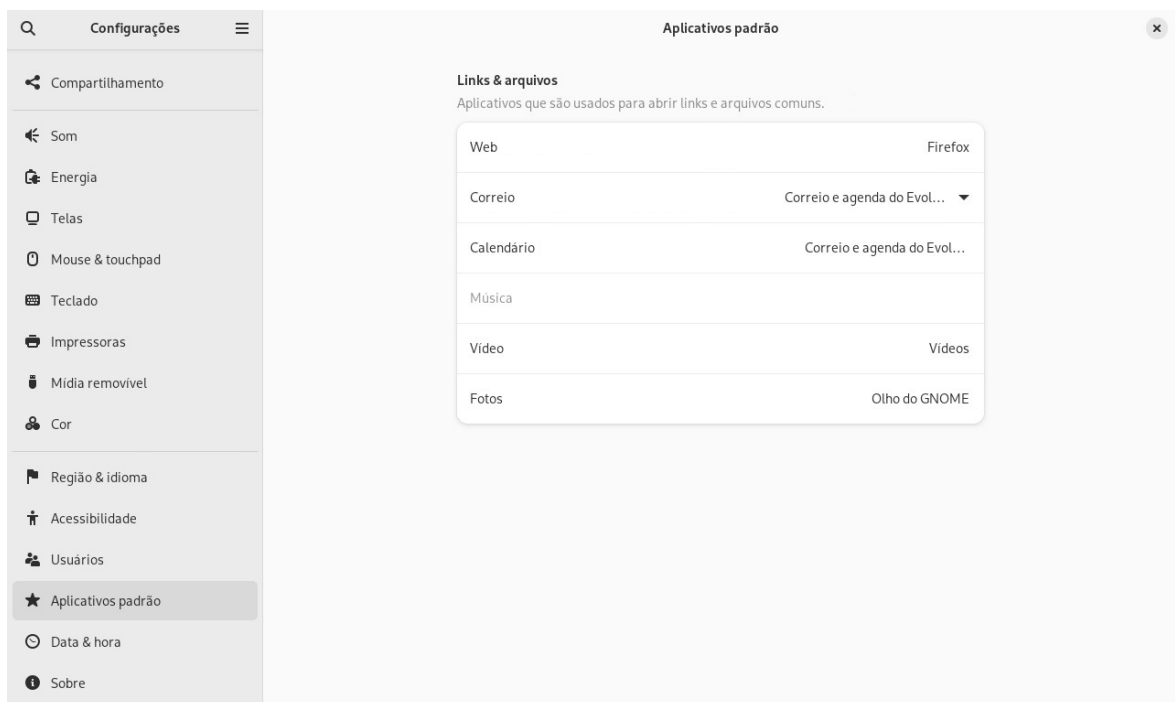 Configurações
Compartilhamento
Som
Energia
Telas
Mouse & touchpad
Teclado
Impressoras
Mídia removível
Cor
Região & idioma
Acessibilidade
Usuários
Aplicativos padrão
Data & hora
Sobre
Aplicativos padrão
Links & arquivos
Aplicativos que são usados para abrir links e arquivos comuns.
Web Firefox
Correio Correio e agenda do Evol...
Calendário Correio e agenda do Evol...
Música
Vídeo Vídeos
Fotos Olho do GNOME